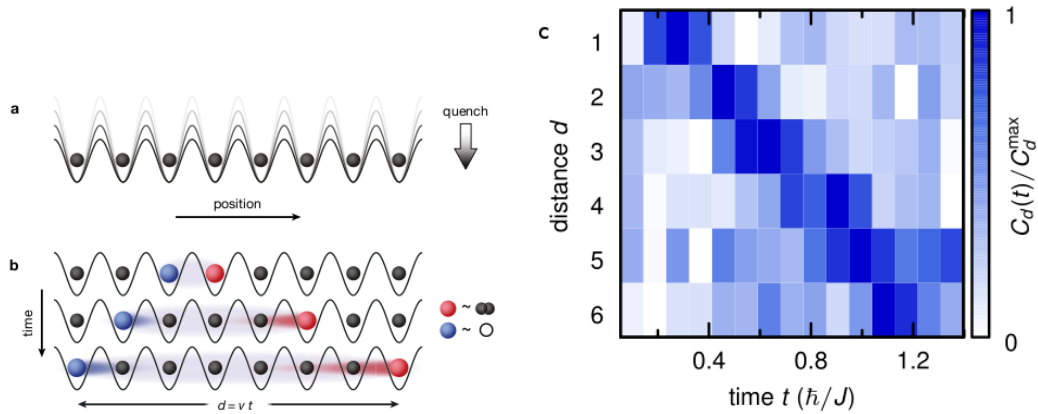 a
quench
position
b
time
~
~
d = v t
c
distance d
1
2
3
4
5
6
0.4
0.8
1.2
time t (ħ/J)
1
0
C_d(t)/C_d^max